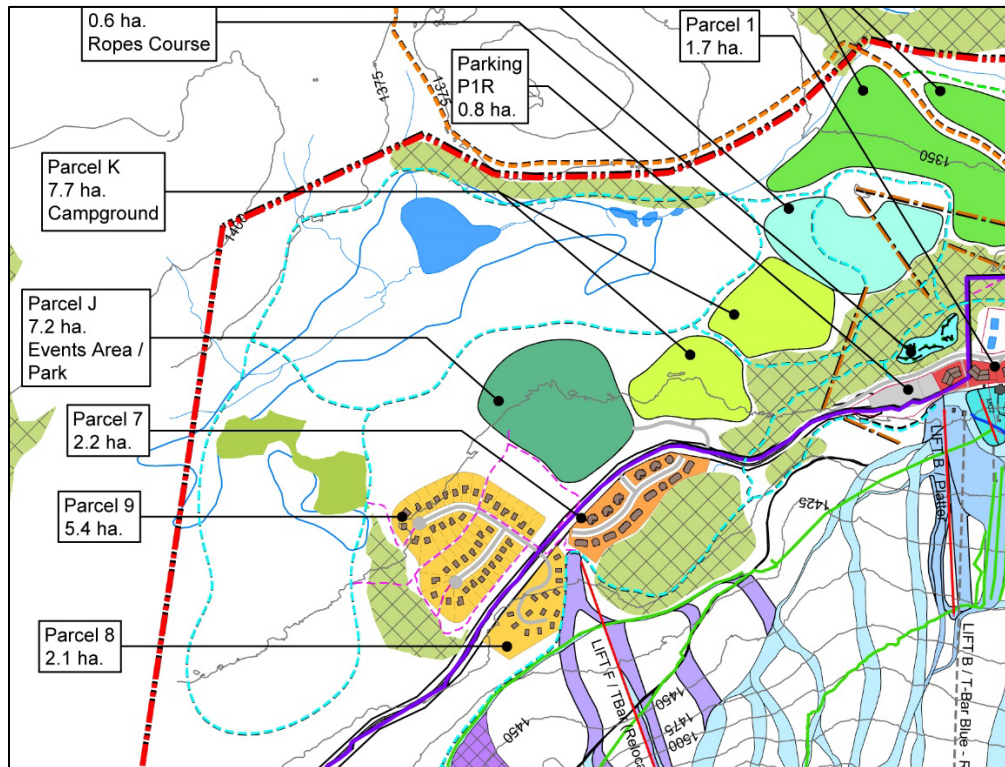 0.6 ha.
Ropes Course
Parcel 1
1.7 ha.
Parking
P1R
0.8 ha.
1375
1375
1350
Parcel K
7.7 ha.
Campground
1400
Parcel J
7.2 ha.
Events Area /
Park
Parcel 7
2.2 ha.
LIFT B / Platter
1425
Parcel 9
5.4 ha.
Parcel 8
2.1 ha.
LIFT F / TBar / Reloca
LIFT / B / T-Bar Blue - R
1450
1450
1475
1500